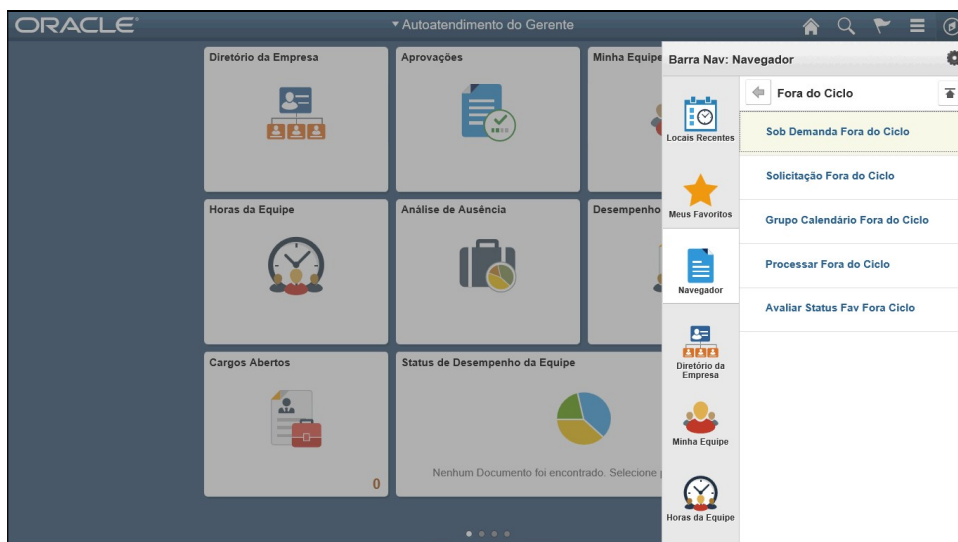 ORACLE
Autoatendimento do Gerente
Diretório da Empresa
Aprovações
Minha Equipe
Horas da Equipe
Análise de Ausência
Desempenho
Cargos Abertos
0
Status de Desempenho da Equipe
Nenhum Documento foi encontrado. Selecione
Barra Nav: Navegador
Locais Recentes
Meus Favoritos
Navegador
Diretório da
Empresa
Minha Equipe
Horas da Equipe
Fora do Ciclo
Sob Demanda Fora do Ciclo
Solicitação Fora do Ciclo
Grupo Calendário Fora do Ciclo
Processar Fora do Ciclo
Avaliar Status Fav Fora Ciclo